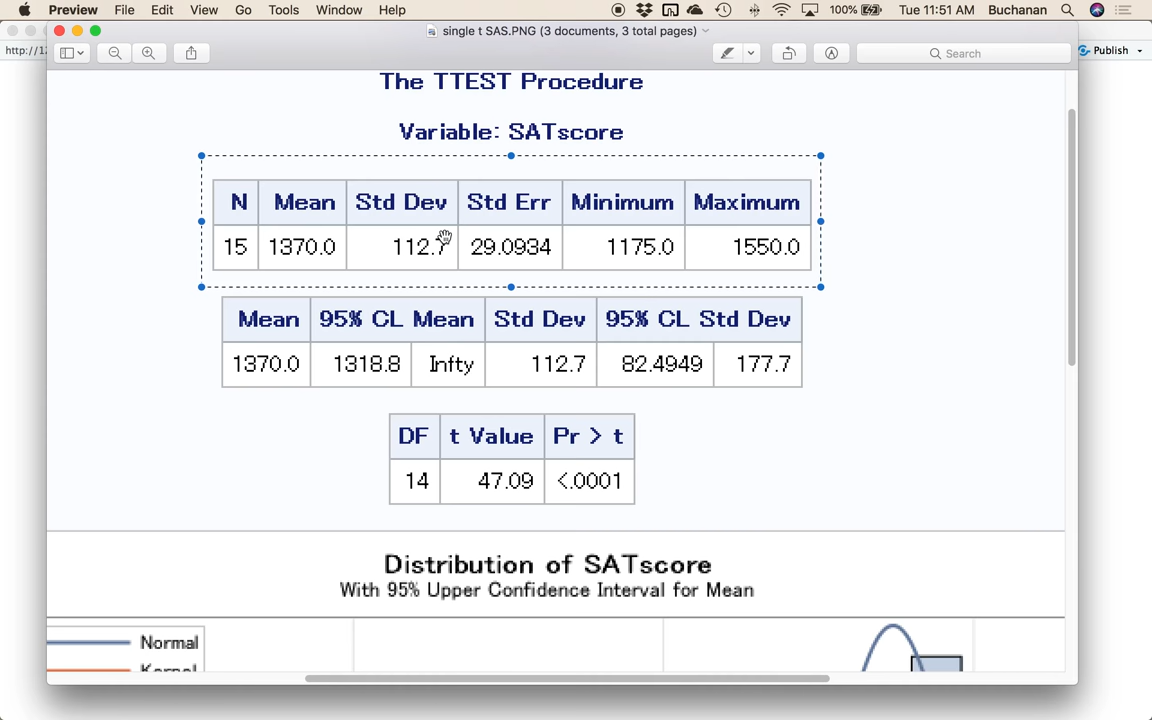 Preview File Edit View Go Tools Window Help 100% Tue 11:51 AM Buchanan
single t SAS.PNG (3 documents, 3 total pages)
Search
Publish
The TTEST Procedure
Variable: SATscore
N Mean Std Dev Std Err Minimum Maximum
15 1370.0 112.7 29.0934 1175.0 1550.0
Mean 95% CL Mean Std Dev 95% CL Std Dev
1370.0 1318.8 Infty 112.7 82.4949 177.7
DF t Value Pr > t
14 47.09 <.0001
Distribution of SATscore
With 95% Upper Confidence Interval for Mean
Normal
Kernel